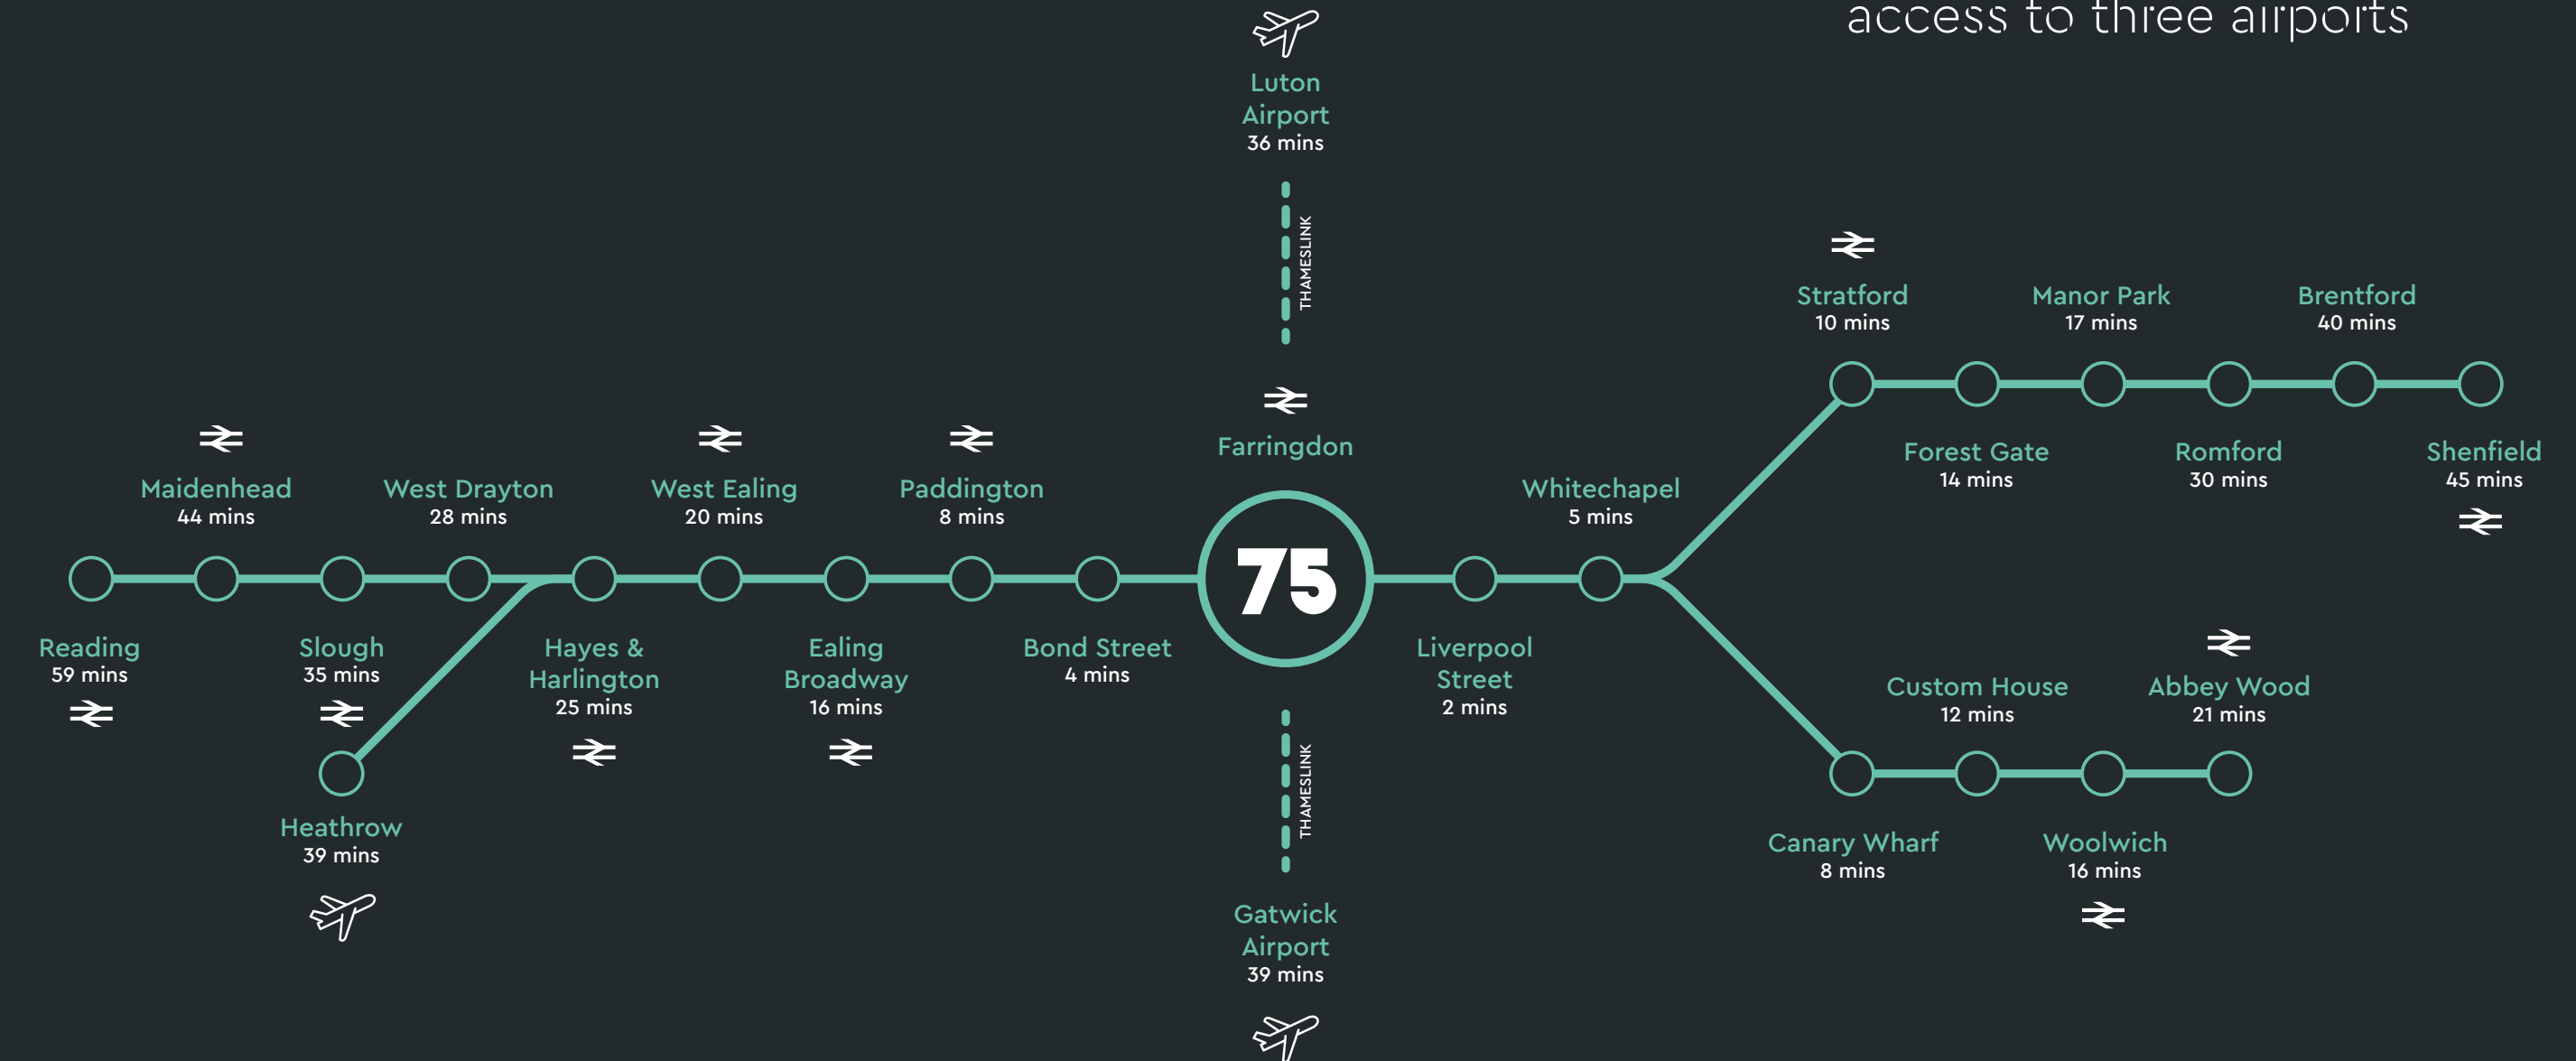 access to three airports
Luton
Airport
36 mins
THAMESLINK
Farringdon
75
Maidenhead
44 mins
West Drayton
28 mins
West Ealing
20 mins
Paddington
8 mins
Whitechapel
5 mins
Reading
59 mins
Slough
35 mins
Hayes &
Harlington
25 mins
Ealing
Broadway
16 mins
Bond Street
4 mins
Liverpool
Street
2 mins
Heathrow
39 mins
Stratford
10 mins
Manor Park
17 mins
Brentford
40 mins
Forest Gate
14 mins
Romford
30 mins
Shenfield
45 mins
Custom House
12 mins
Abbey Wood
21 mins
Canary Wharf
8 mins
Woolwich
16 mins
THAMESLINK
Gatwick
Airport
39 mins